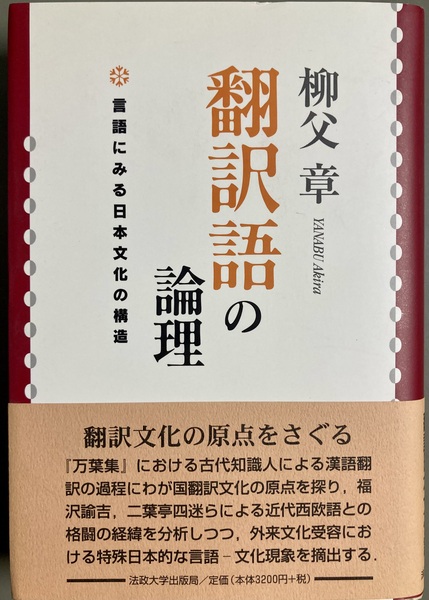 柳父 章
YANABU Akira
翻訳語の
論理
言語にみる日本文化の構造
翻訳文化の原点をさぐる
『万葉集』における古代知識人による漢語翻
訳の過程にわが国翻訳文化の原点を探り，福
沢諭吉，二葉亭四迷らによる近代西欧語との
格闘の経緯を分析しつつ，外来文化受容にお
ける特殊日本的な言語－文化現象を摘出する．
法政大学出版局／定価（本体3200円+税）